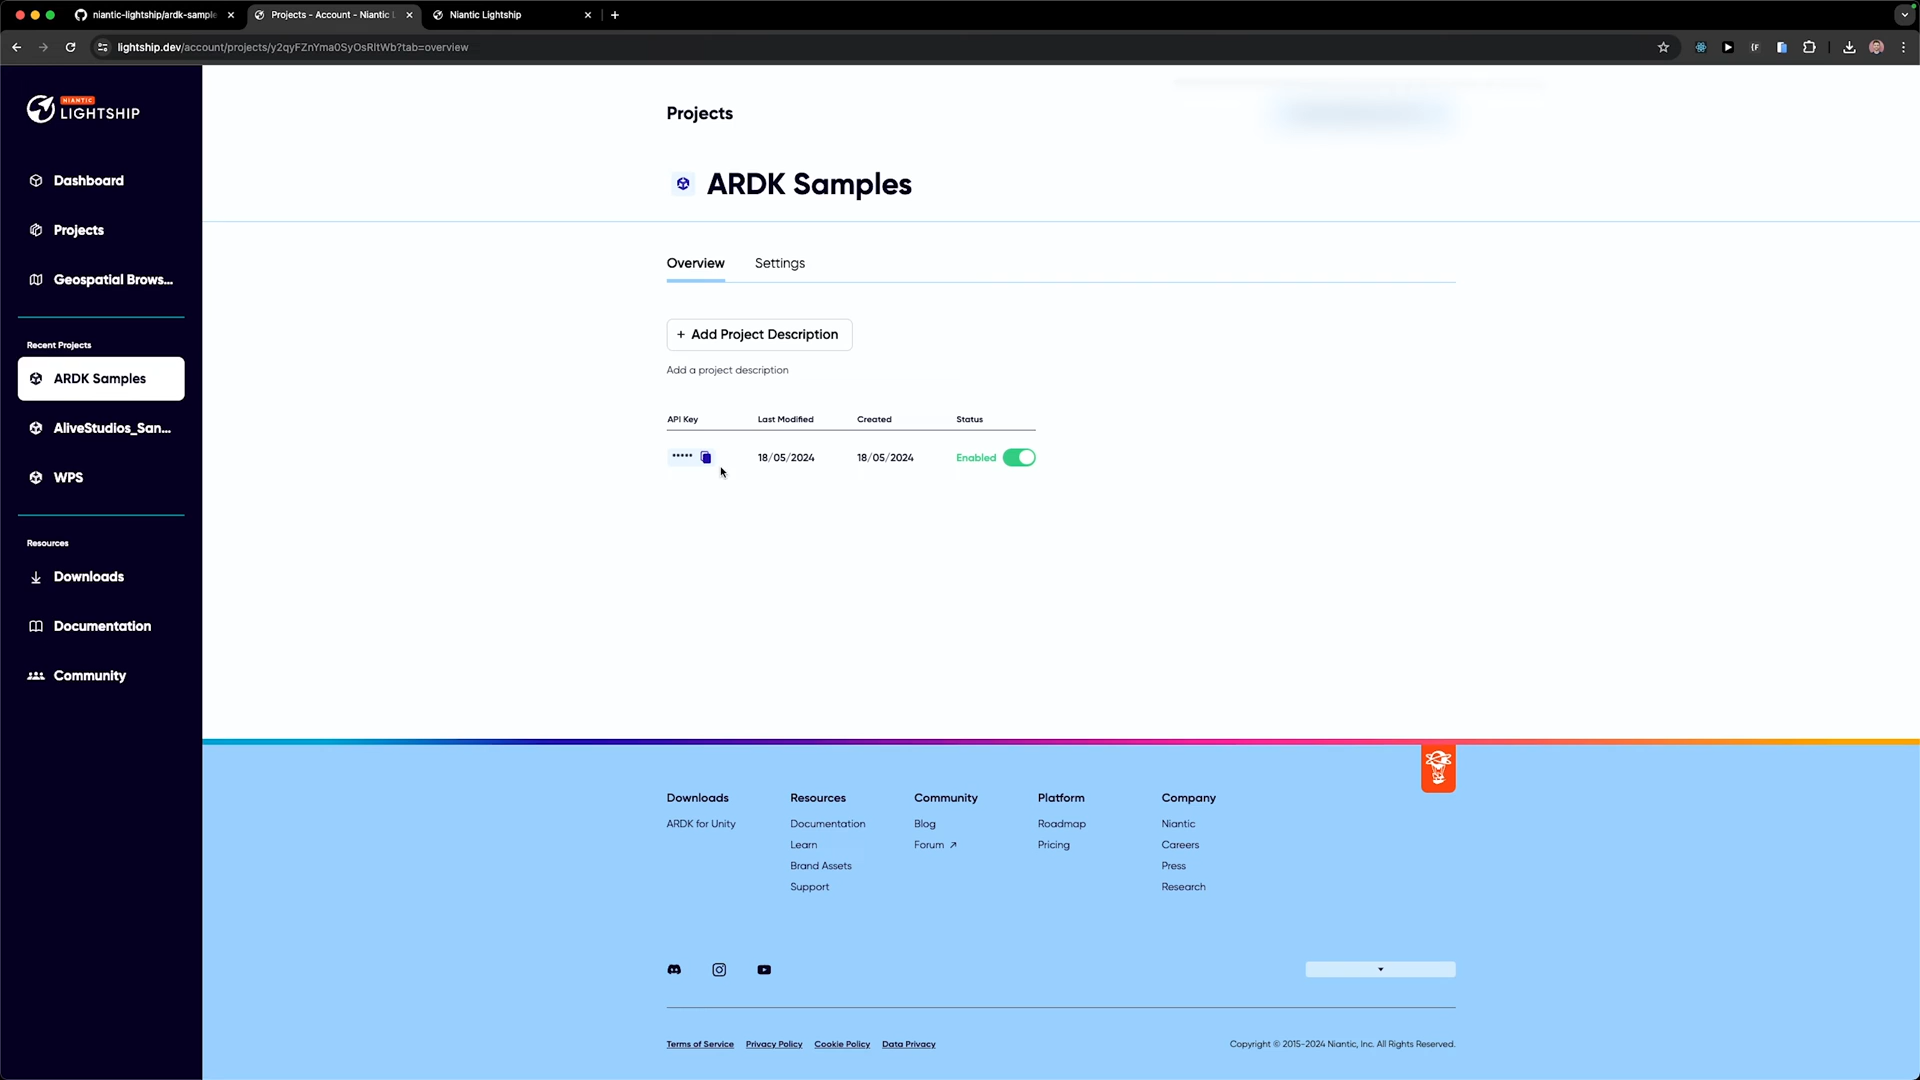 niantic-lightship/ardk-sample
Projects - Account - Niantic L
Niantic Lightship
lightship.dev/account/projects/y2qyFZnYma0SyOsRltWb?tab=overview
NIANTIC
LIGHTSHIP
Dashboard
Projects
Geospatial Brows...
Recent Projects
ARDK Samples
AliveStudios_San...
WPS
Resources
Downloads
Documentation
Community
Projects
ARDK Samples
Overview Settings
+ Add Project Description
Add a project description
API Key Last Modified Created Status
***** 18/05/2024 18/05/2024 Enabled
Downloads Resources Community Platform Company
ARDK for Unity Documentation Blog Roadmap Niantic
Learn Forum ↗ Pricing Careers
Brand Assets Press
Support Research
Terms of Service Privacy Policy Cookie Policy Data Privacy Copyright © 2015-2024 Niantic, Inc. All Rights Reserved.